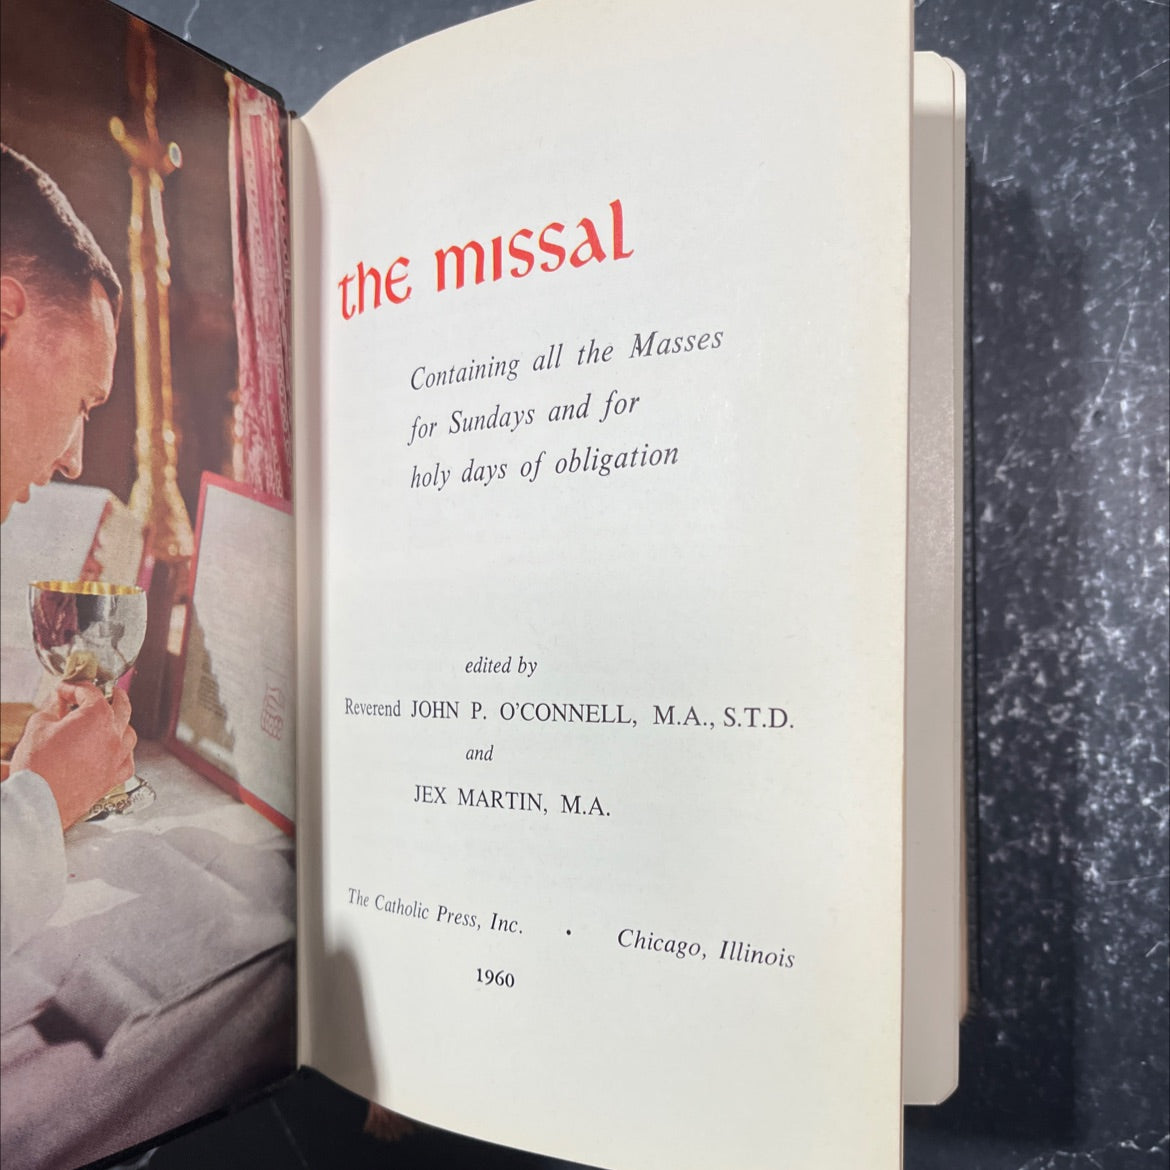 the missal
Containing all the Masses
for Sundays and for
holy days of obligation
edited by
Reverend JOHN P. O'CONNELL, M.A., S.T.D.
and
JEX MARTIN, M.A.
The Catholic Press, Inc. • Chicago, Illinois
1960